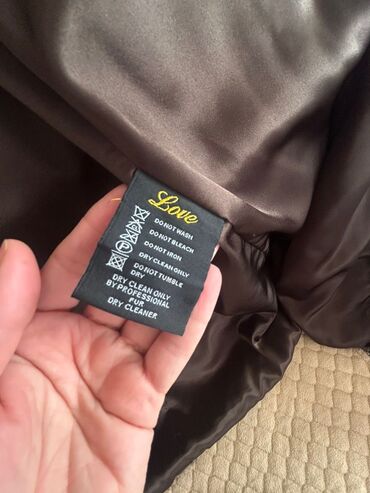 Love
DO NOT WASH
DO NOT BLEACH
DO NOT IRON
DRY CLEAN ONLY
DO NOT TUMBLE
DRY
DRY CLEAN ONLY
BY PROFESSIONAL
FUR
DRY CLEANER